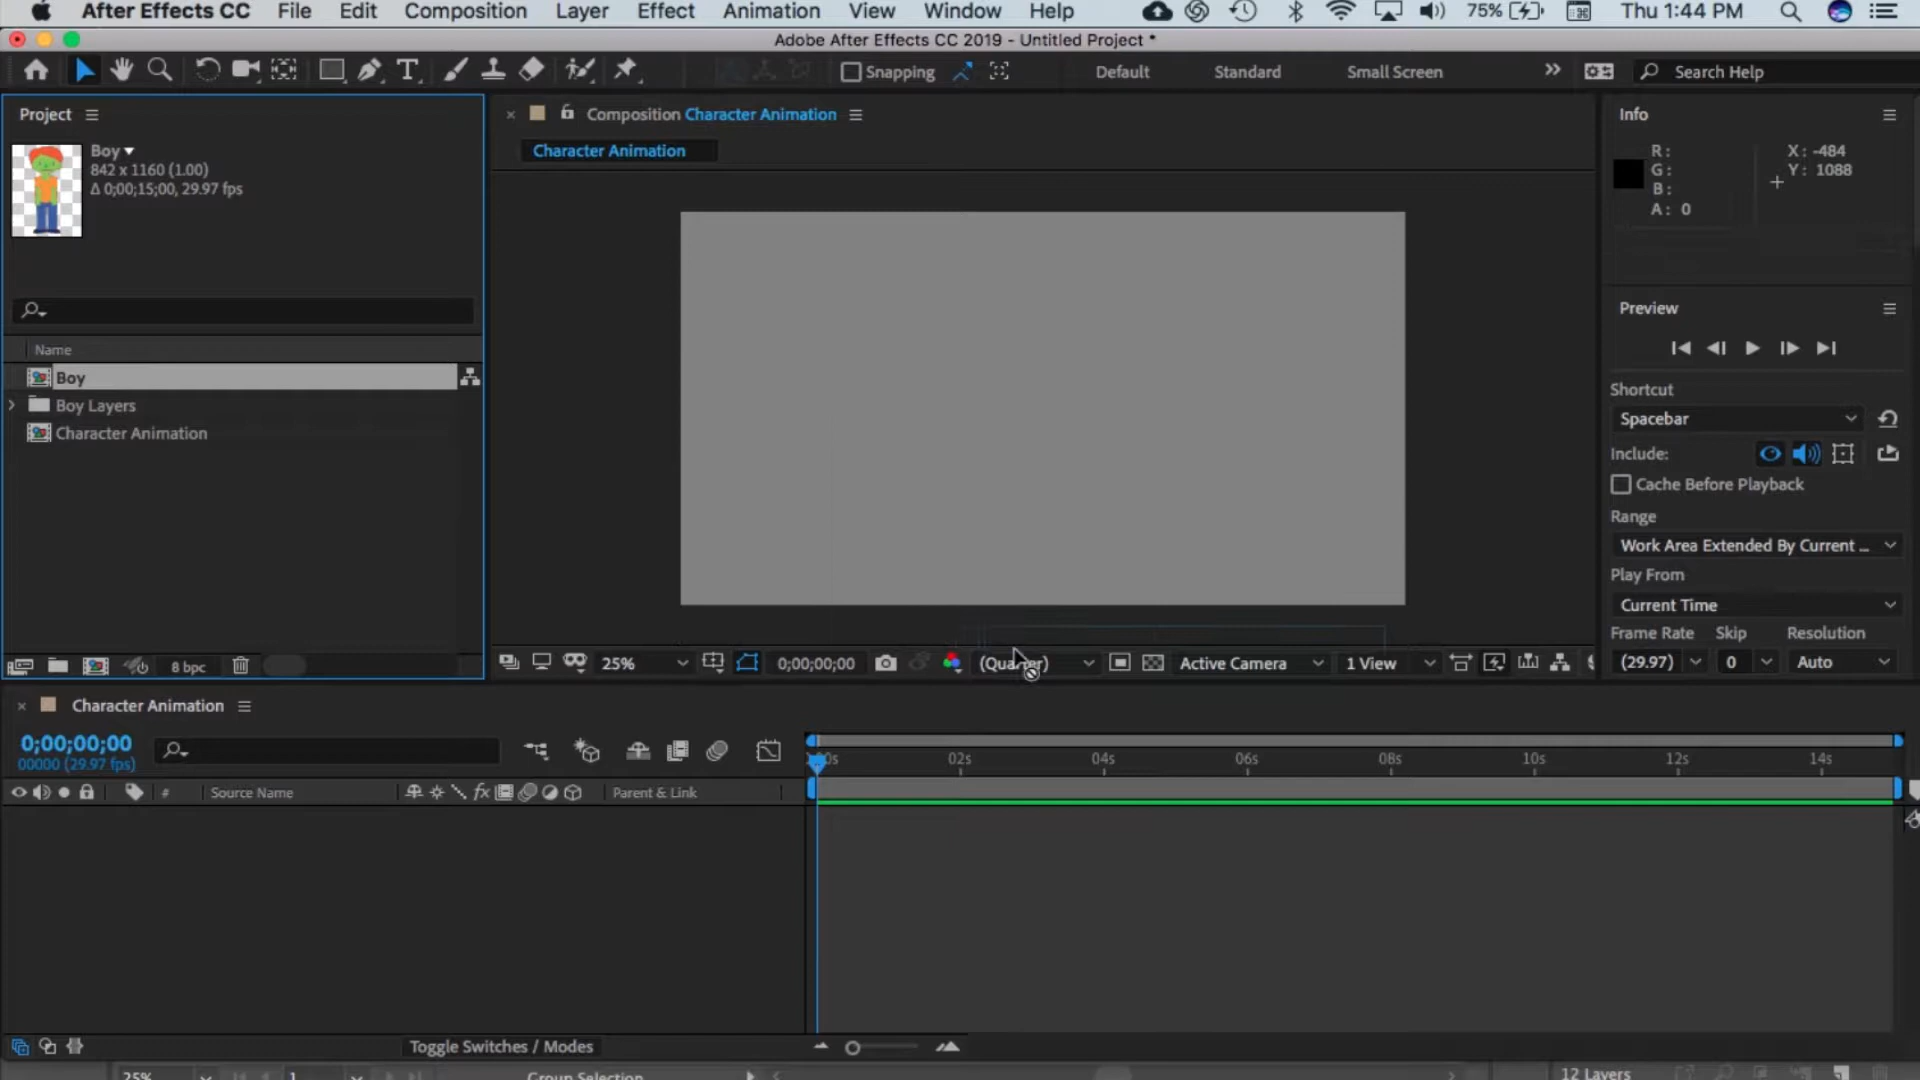 After Effects CC File Edit Composition Layer Effect Animation View Window Help 75% Thu 1:44 PM
Adobe After Effects CC 2019 - Untitled Project *
Snapping Default Standard Small Screen Search Help
Project
Boy
842 x 1160 (1.00)
Δ 0;00;15;00, 29.97 fps
Name
Boy
Boy Layers
Character Animation
8 bpc
Composition Character Animation
Character Animation
25% 0;00;00;00 (Quarter) Active Camera 1 View
Info
R:
G:
B:
A: 0
X: -484
Y: 1088
Preview
Shortcut
Spacebar
Include:
Cache Before Playback
Range
Work Area Extended By Current ...
Play From
Current Time
Frame Rate Skip Resolution
(29.97) 0 Auto
Character Animation
0;00;00;00
00000 (29.97 fps)
# Source Name fx Parent & Link
02s 04s 06s 08s 10s 12s 14s
Toggle Switches / Modes
25% 1 Group Selection 12 Layers